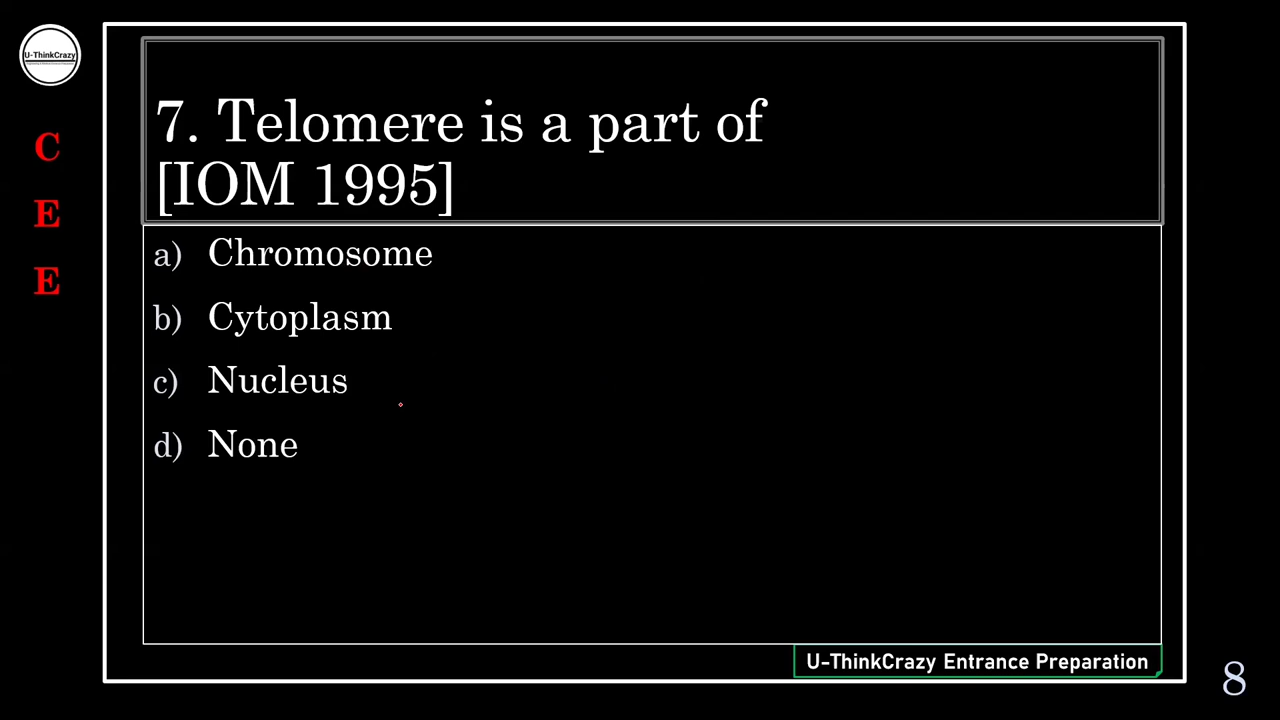 U-ThinkCrazy
C
E
E
7. Telomere is a part of
[IOM 1995]
a) Chromosome
b) Cytoplasm
c) Nucleus
d) None
U-ThinkCrazy Entrance Preparation
8